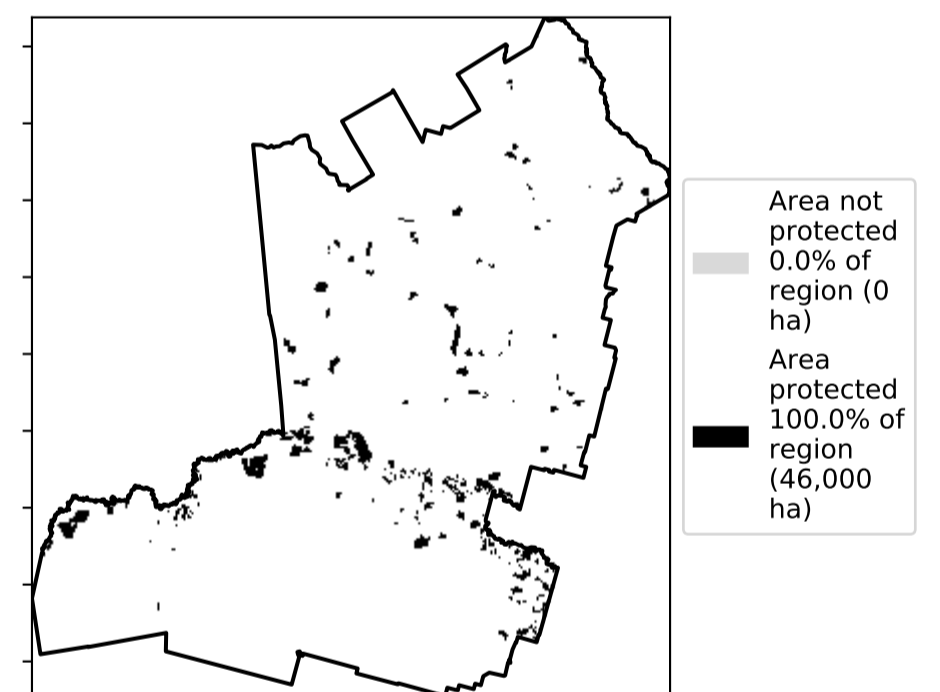 Area not
protected
0.0% of
region (0
ha)
Area
protected
100.0% of
region
(46,000
ha)